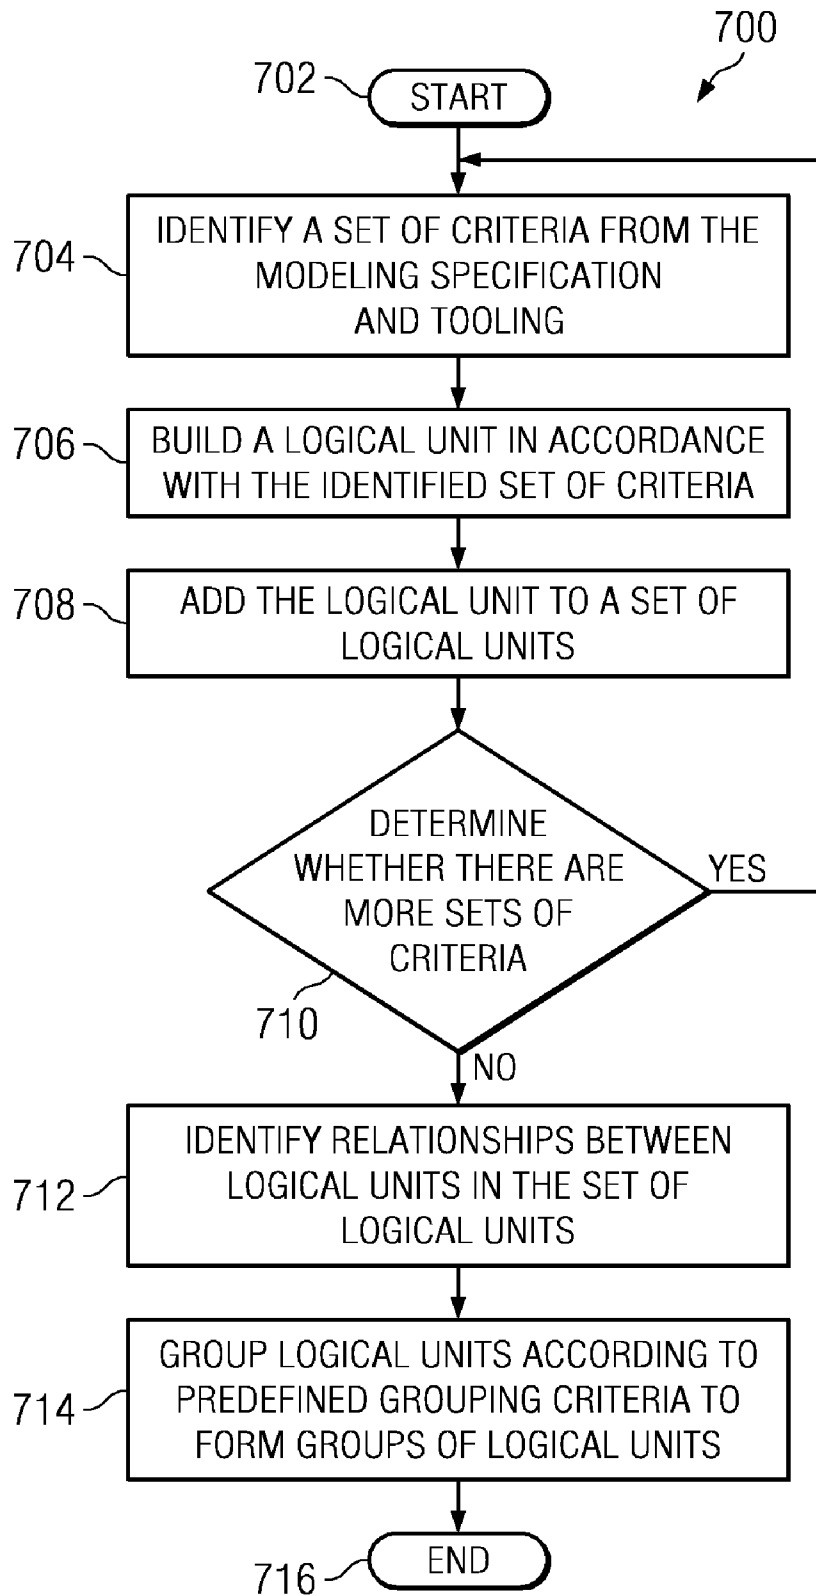 700
702
START
704
IDENTIFY A SET OF CRITERIA FROM THE
MODELING SPECIFICATION
AND TOOLING
706
BUILD A LOGICAL UNIT IN ACCORDANCE
WITH THE IDENTIFIED SET OF CRITERIA
708
ADD THE LOGICAL UNIT TO A SET OF
LOGICAL UNITS
DETERMINE
WHETHER THERE ARE
MORE SETS OF
CRITERIA
YES
710
NO
712
IDENTIFY RELATIONSHIPS BETWEEN
LOGICAL UNITS IN THE SET OF
LOGICAL UNITS
714
GROUP LOGICAL UNITS ACCORDING TO
PREDEFINED GROUPING CRITERIA TO
FORM GROUPS OF LOGICAL UNITS
716
END